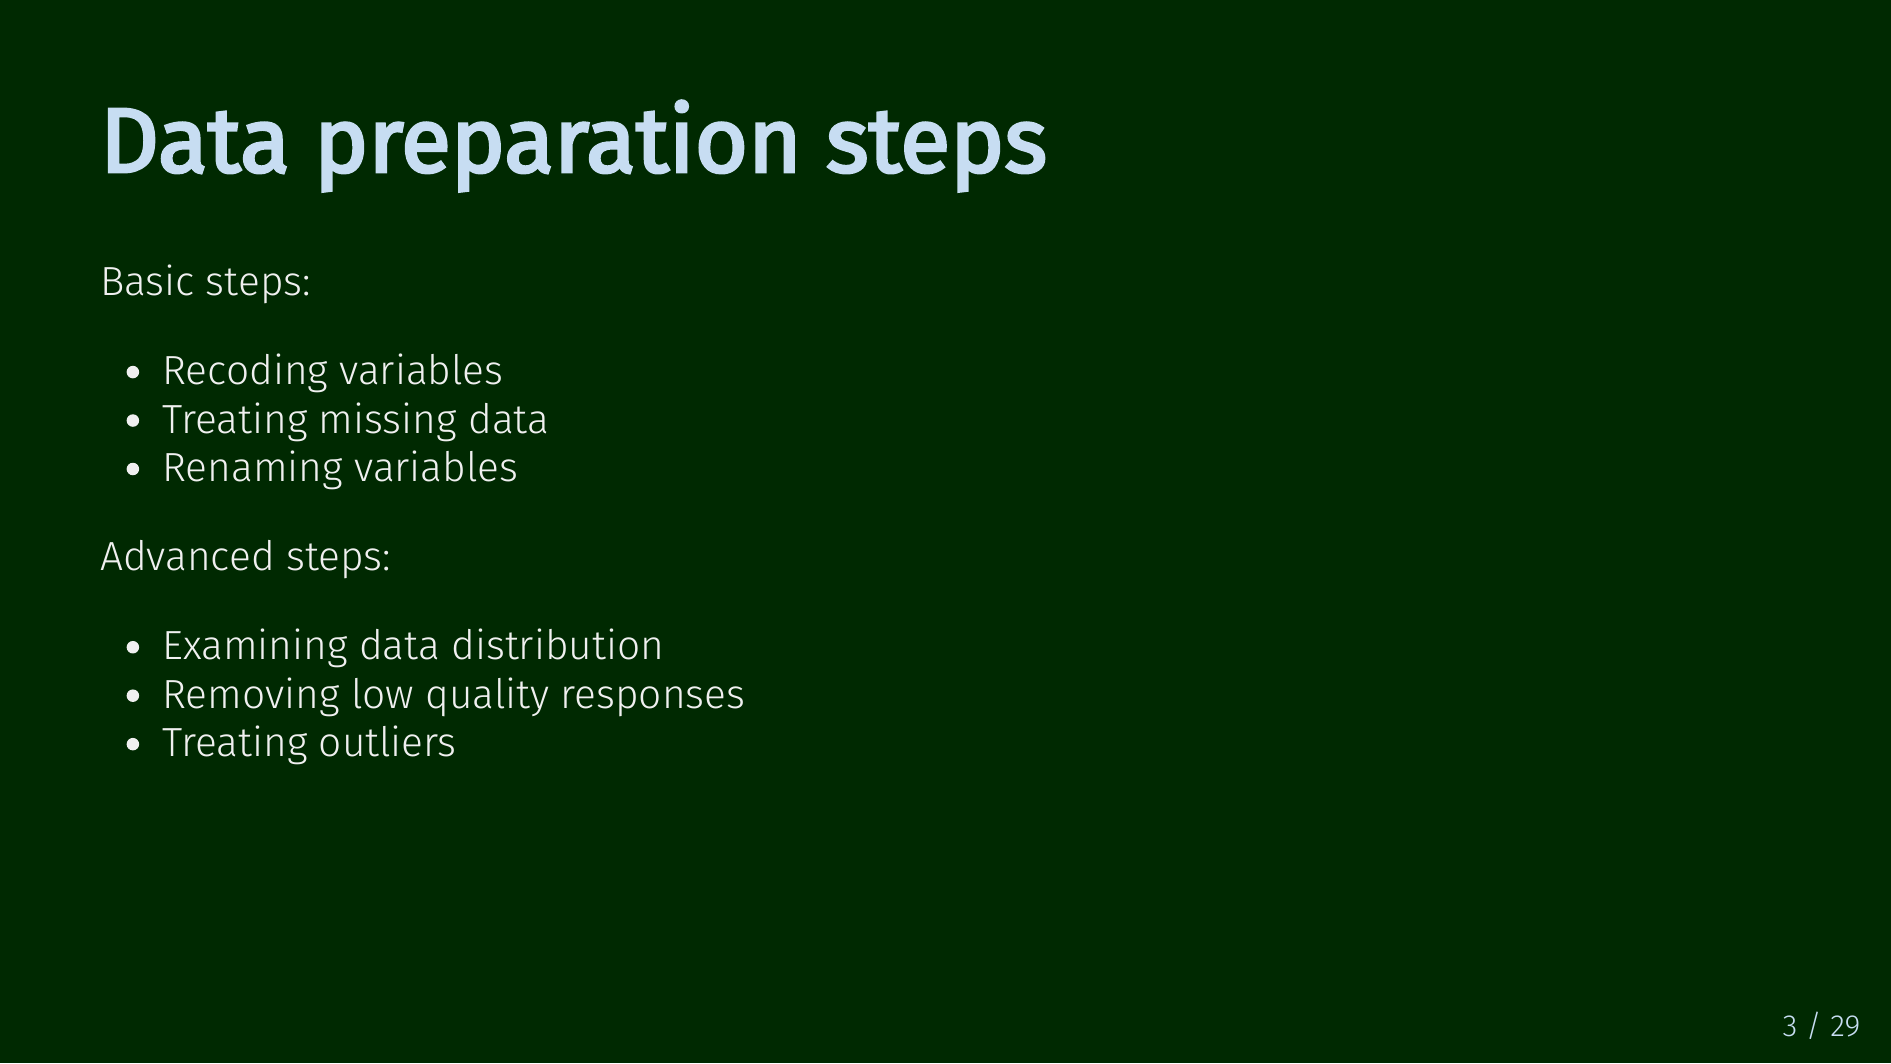 Data preparation steps
Basic steps:
• Recoding variables
• Treating missing data
• Renaming variables
Advanced steps:
• Examining data distribution
• Removing low quality responses
• Treating outliers
3 / 29